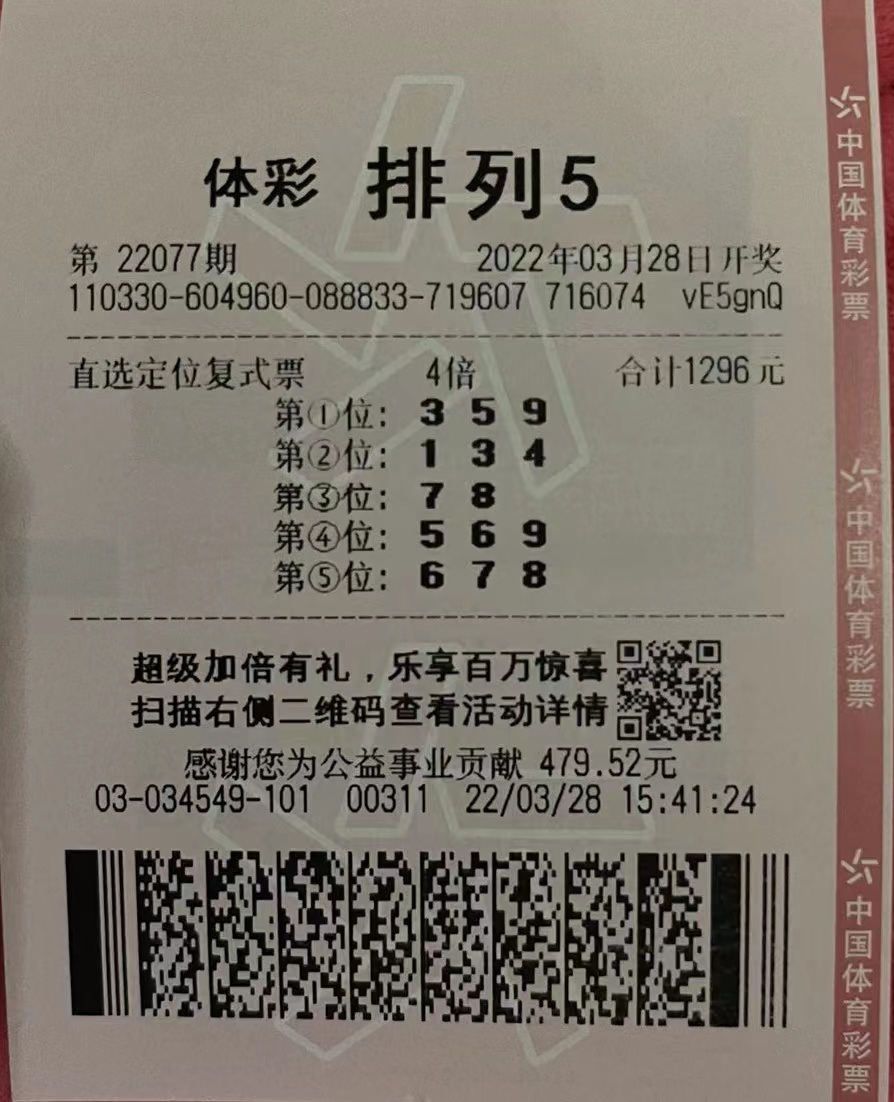 体彩 排列5
第 22077期 2022年03月28日开奖
110330-604960-088833-719607 716074 vE5gnQ
直选定位复式票 4倍 合计1296元
第①位: 3 5 9
第②位: 1 3 4
第③位: 7 8
第④位: 5 6 9
第⑤位: 6 7 8
超级加倍有礼，乐享百万惊喜
扫描右侧二维码查看活动详情
感谢您为公益事业贡献 479.52元
03-034549-101 00311 22/03/28 15:41:24
中国体育彩票
中国体育彩票
中国体育彩票